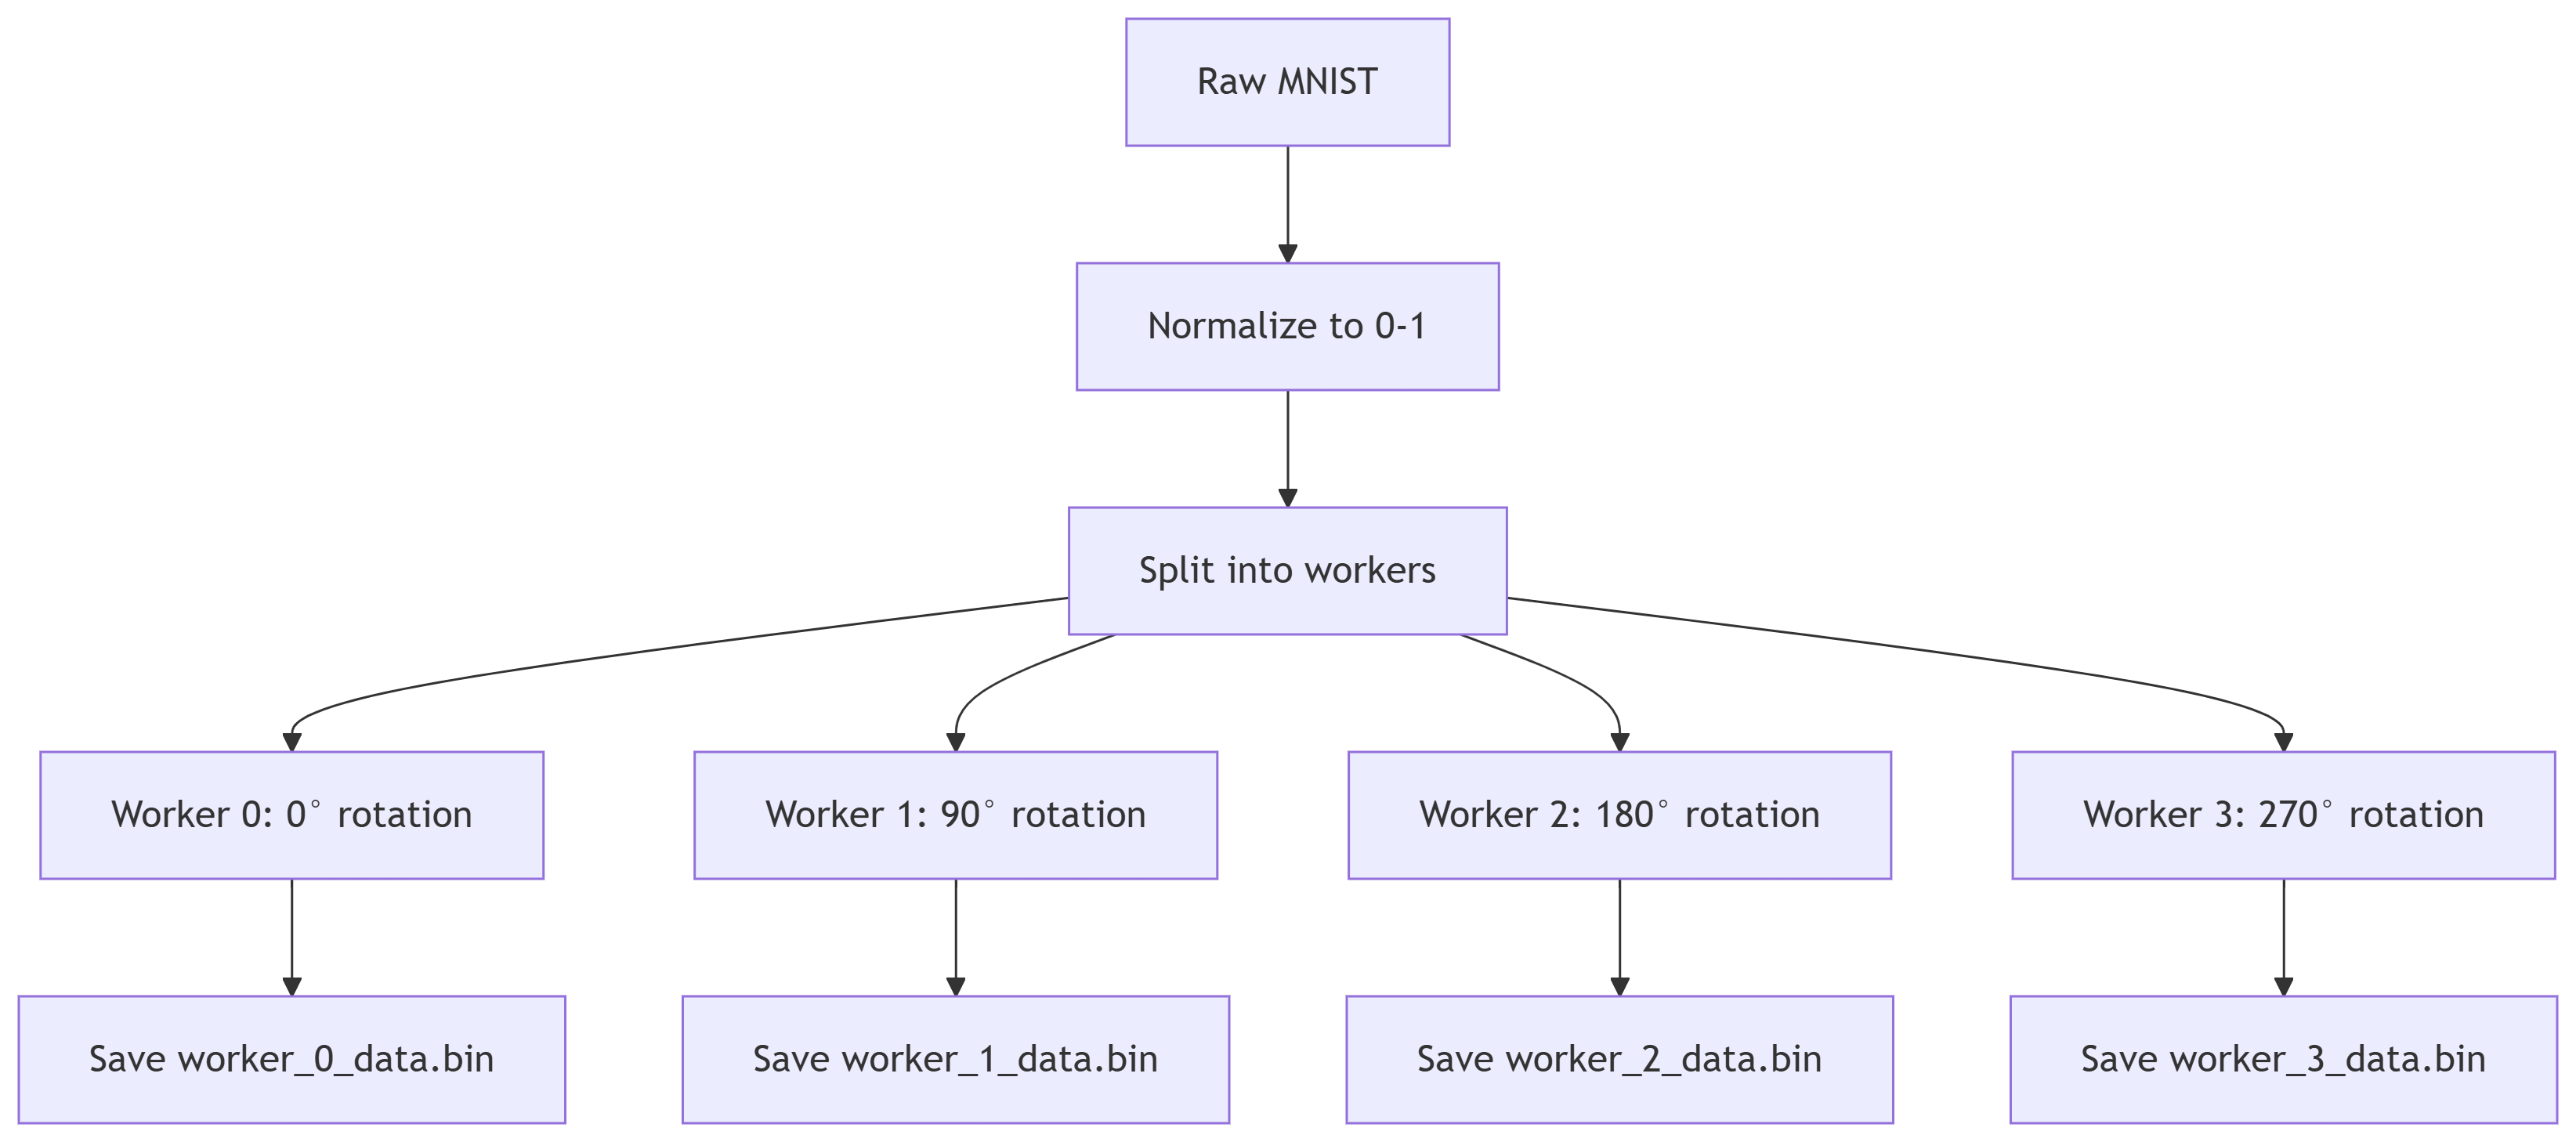 Raw MNIST
Normalize to 0-1
Split into workers
Worker 0: 0° rotation
Worker 1: 90° rotation
Worker 2: 180° rotation
Worker 3: 270° rotation
Save worker_0_data.bin
Save worker_1_data.bin
Save worker_2_data.bin
Save worker_3_data.bin